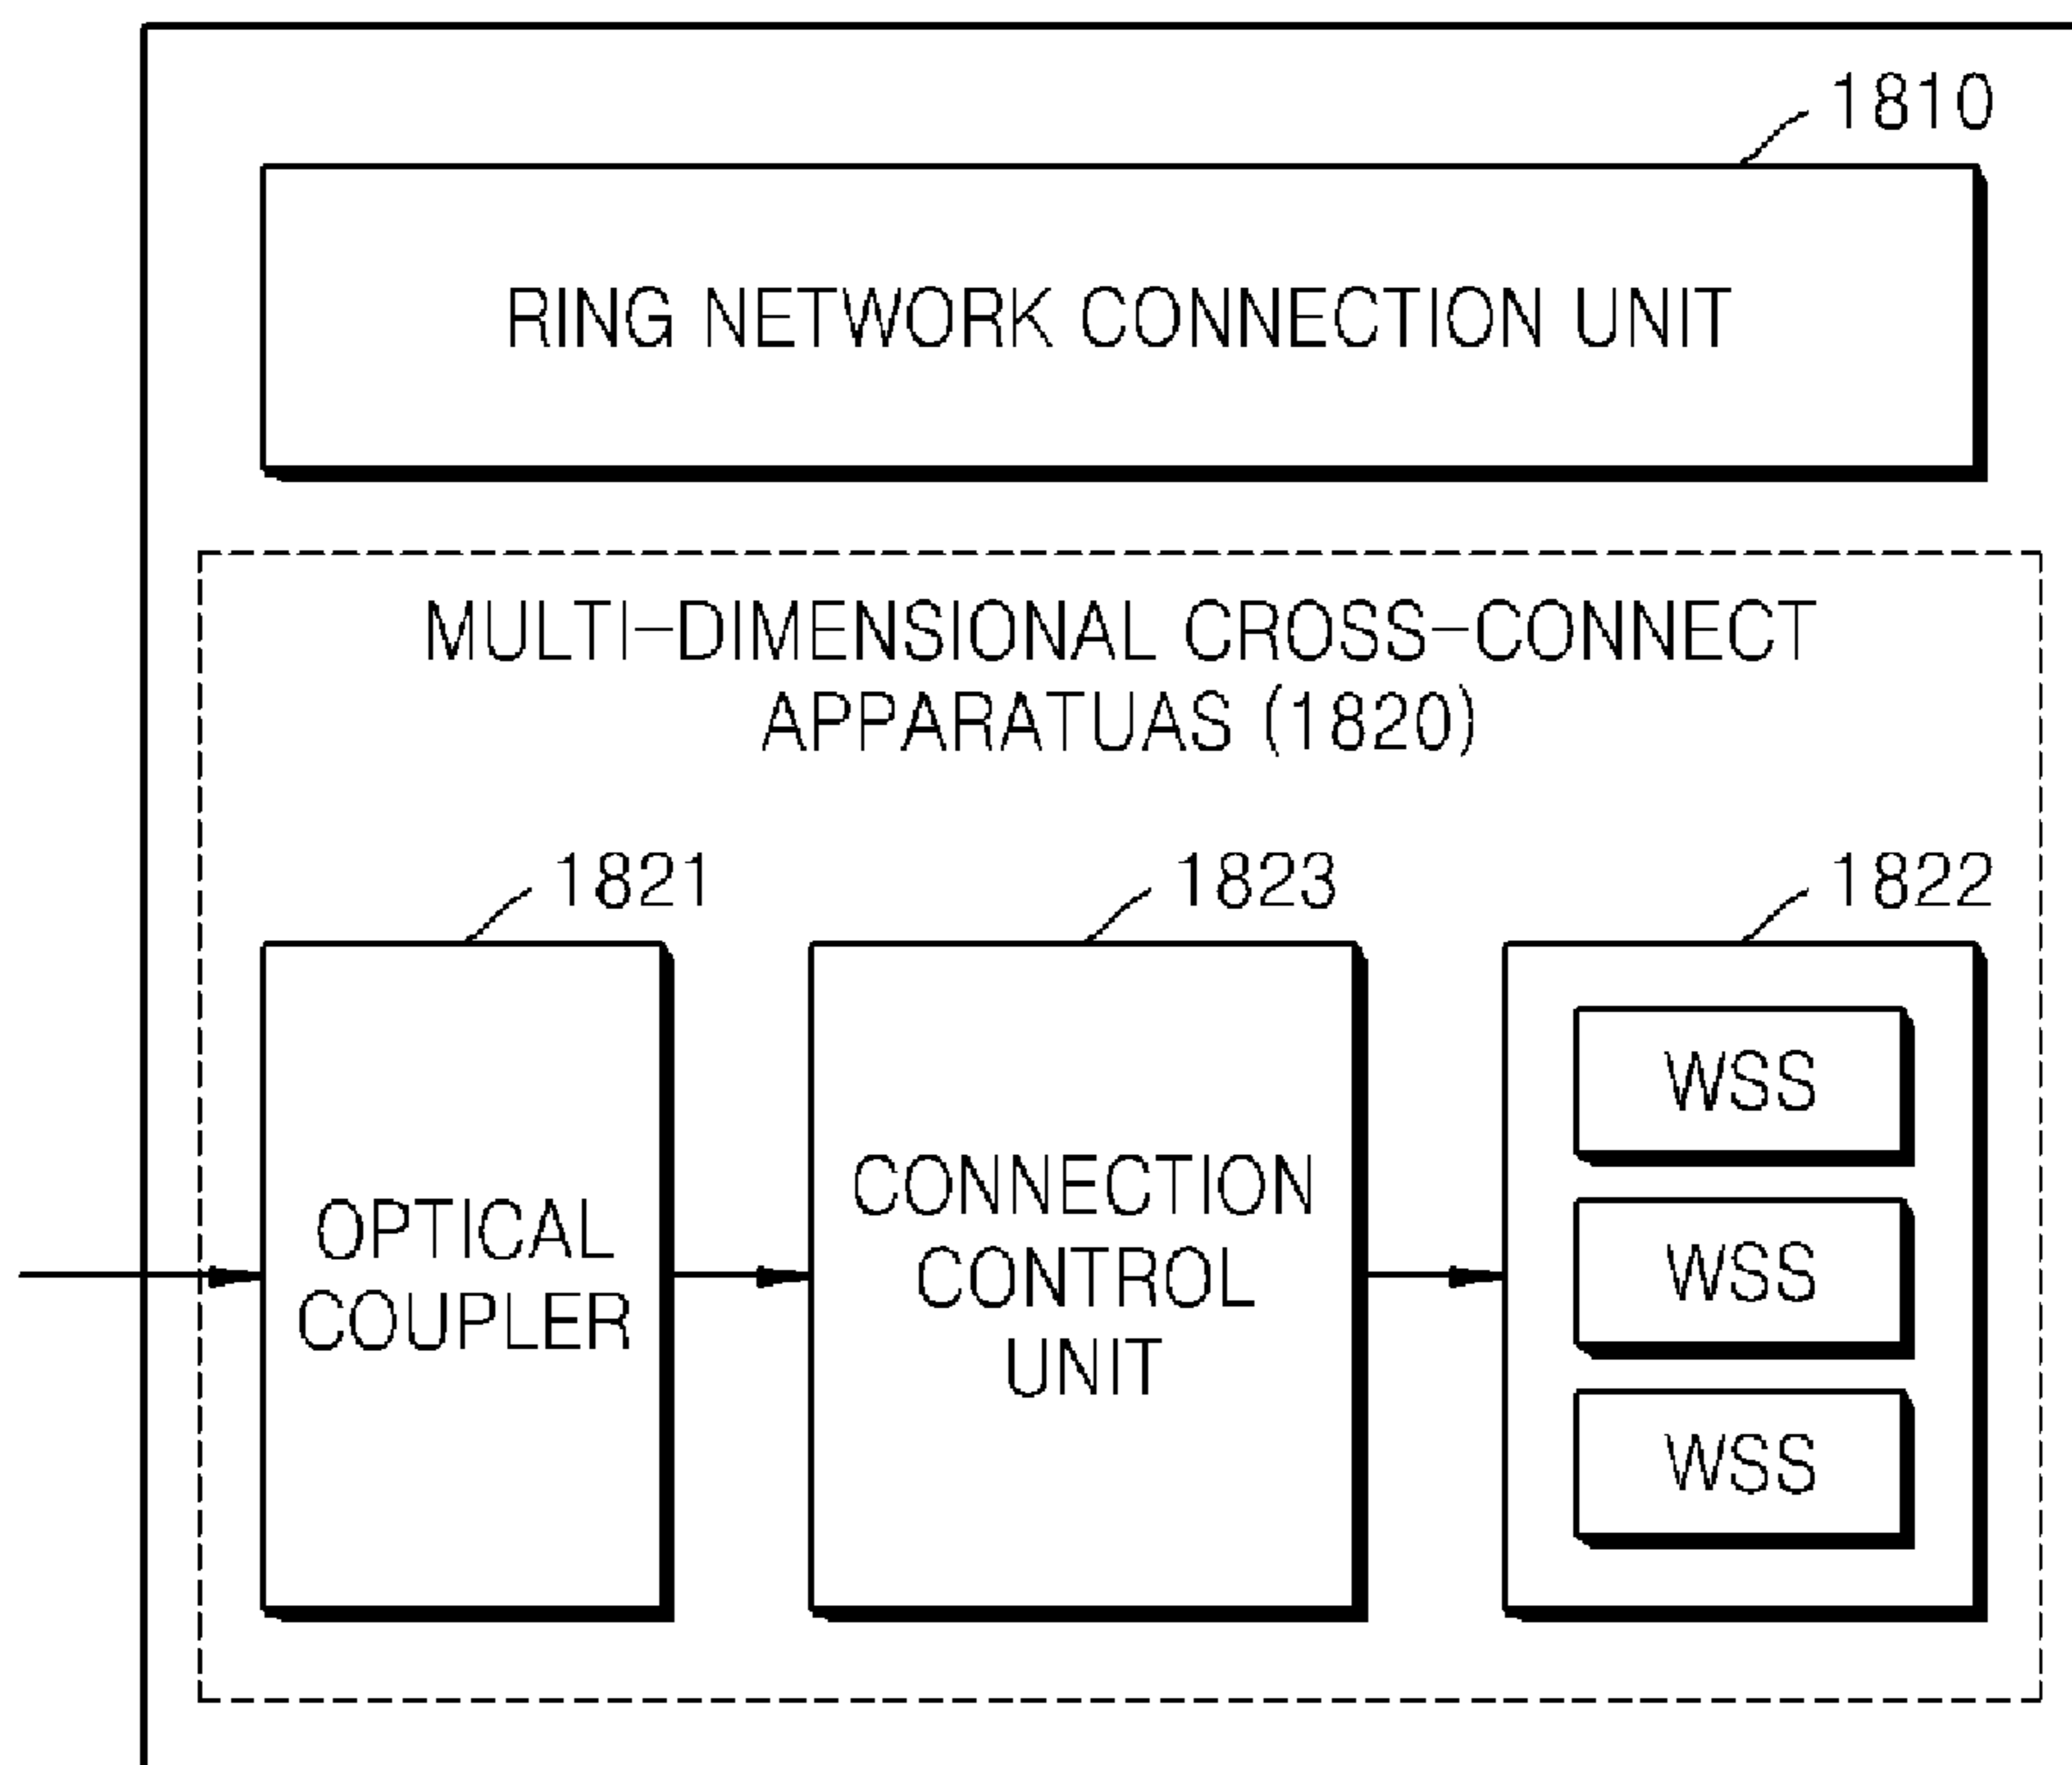 1810
RING NETWORK CONNECTION UNIT
MULTI-DIMENSIONAL CROSS-CONNECT
APPARATUAS (1820)
1821
1823
1822
OPTICAL
COUPLER
CONNECTION
CONTROL
UNIT
WSS
WSS
WSS